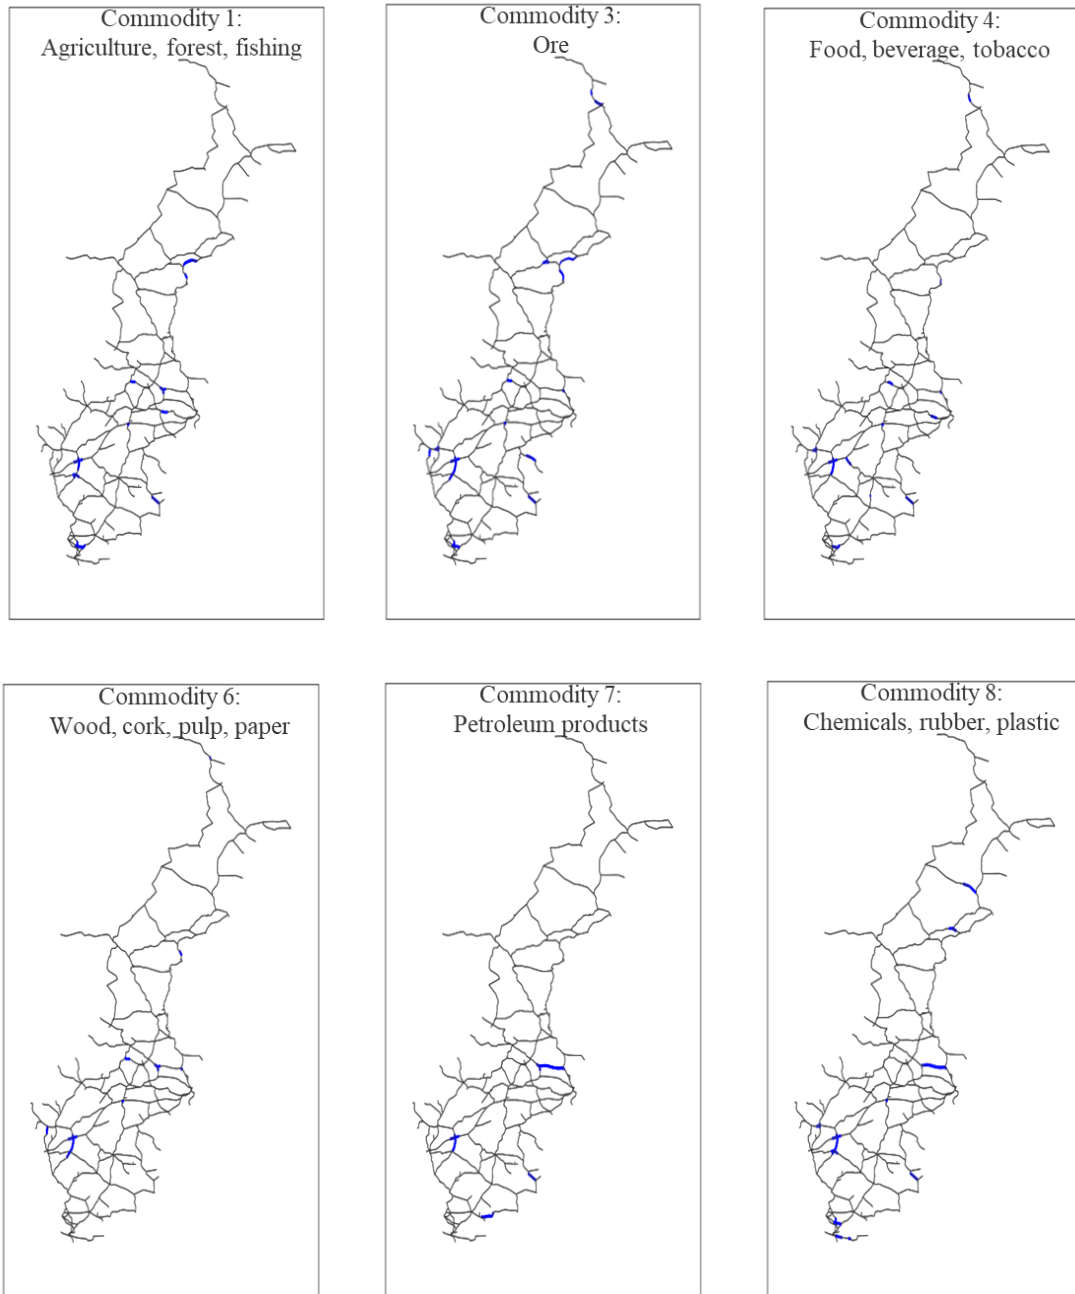 Commodity 1:
Agriculture, forest, fishing
Commodity 3:
Ore
Commodity 4:
Food, beverage, tobacco
Commodity 6:
Wood, cork, pulp, paper
Commodity 7:
Petroleum products
Commodity 8:
Chemicals, rubber, plastic